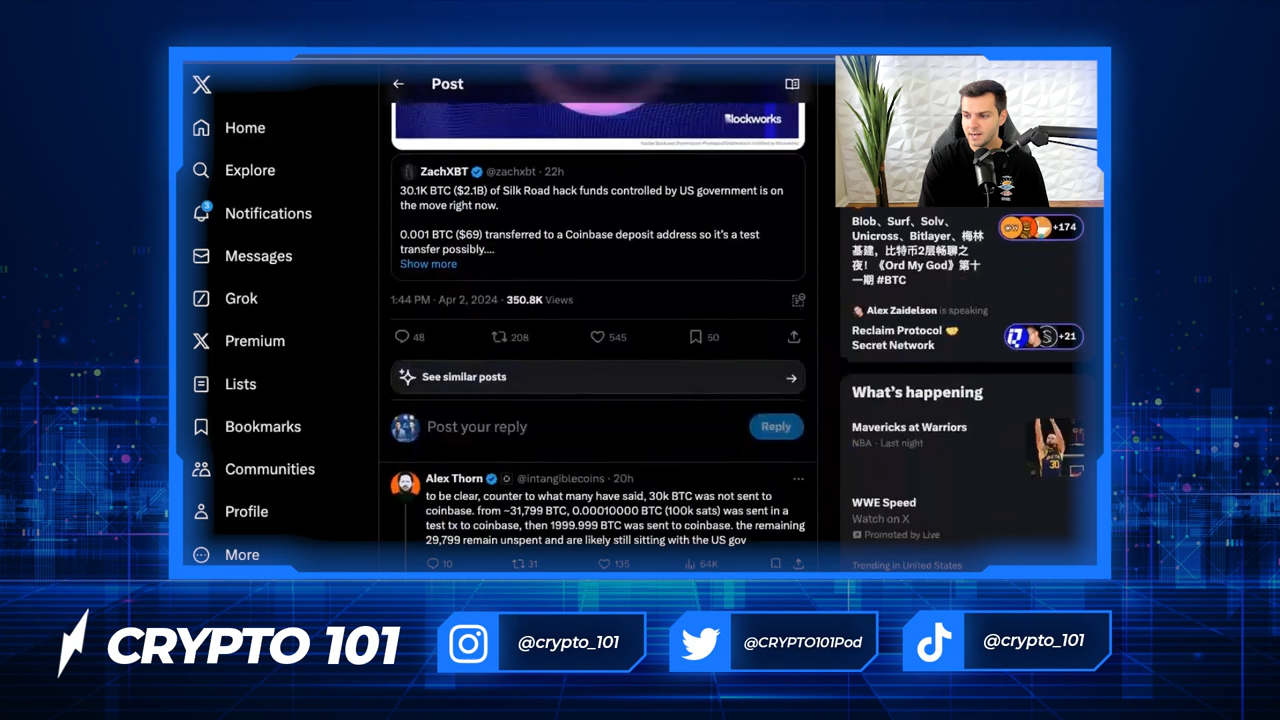 Post
Blockworks
Home
Explore
3
Notifications
Messages
Grok
Premium
Lists
Bookmarks
Communities
Profile
More
ZachXBT @zachxbt · 22h
30.1K BTC ($2.1B) of Silk Road hack funds controlled by US government is on
the move right now.
0.001 BTC ($69) transferred to a Coinbase deposit address so it's a test
transfer possibly....
Show more
1:44 PM · Apr 2, 2024 · 350.8K Views
48
208
545
50
See similar posts
Post your reply
Reply
Alex Thorn @intangiblecoins · 20h
to be clear, counter to what many have said, 30k BTC was not sent to
coinbase. from ~31,799 BTC, 0.00010000 BTC (100k sats) was sent in a
test tx to coinbase, then 1999.999 BTC was sent to coinbase. the remaining
29,799 remain unspent and are likely still sitting with the US gov
10
31
135
64K
Blob、Surf、Solv、
Unicross、Bitlayer、梅林
基建，比特币2层畅聊之
夜！《Ord My God》第十
一期 #BTC
+174
Alex Zaidelson is speaking
Reclaim Protocol 🤝
Secret Network
+21
What's happening
Mavericks at Warriors
NBA · Last night
WWE Speed
Watch on X
Promoted by Live
Trending in United States
CRYPTO 101
@crypto_101
@CRYPTO101Pod
@crypto_101